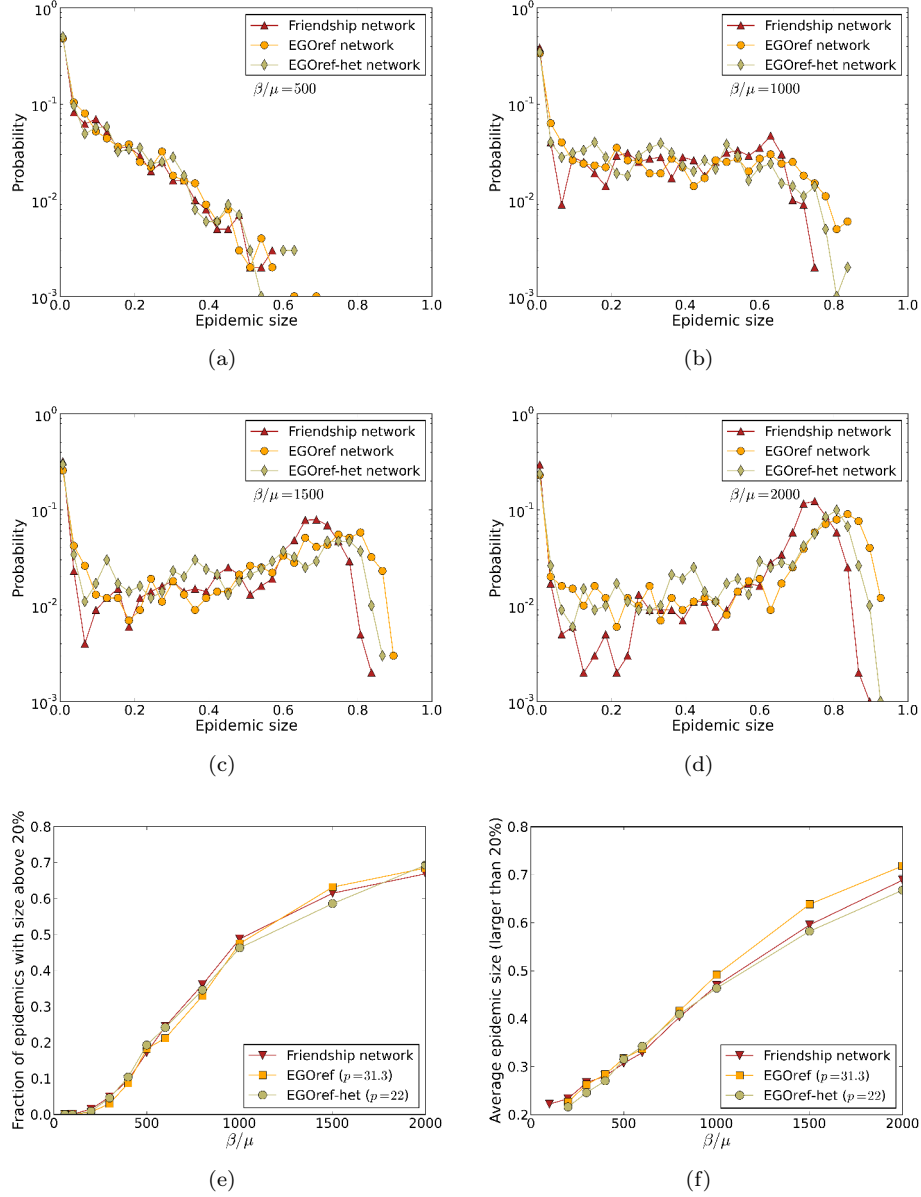 10^0
10^-1
10^-2
10^-3
Probability
0.0 0.2 0.4 0.6 0.8 1.0
Epidemic size
Friendship network
EGOref network
EGOref-het network
β/μ=500
(a)
10^0
10^-1
10^-2
10^-3
Probability
0.0 0.2 0.4 0.6 0.8 1.0
Epidemic size
Friendship network
EGOref network
EGOref-het network
β/μ=1000
(b)
10^0
10^-1
10^-2
10^-3
Probability
0.0 0.2 0.4 0.6 0.8 1.0
Epidemic size
Friendship network
EGOref network
EGOref-het network
β/μ=1500
(c)
10^0
10^-1
10^-2
10^-3
Probability
0.0 0.2 0.4 0.6 0.8 1.0
Epidemic size
Friendship network
EGOref network
EGOref-het network
β/μ=2000
(d)
0.8
0.7
0.6
0.5
0.4
0.3
0.2
0.1
0.0
Fraction of epidemics with size above 20%
0 500 1000 1500 2000
β/μ
Friendship network
EGOref (p=31.3)
EGOref-het (p=22)
(e)
0.8
0.7
0.6
0.5
0.4
0.3
0.2
Average epidemic size (larger than 20%)
0 500 1000 1500 2000
β/μ
Friendship network
EGOref (p=31.3)
EGOref-het (p=22)
(f)